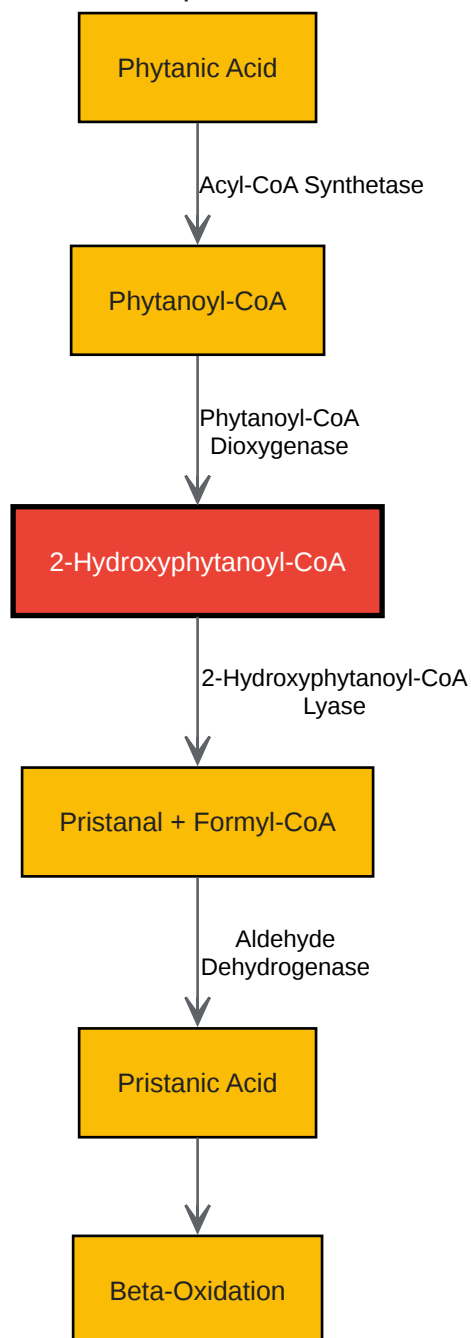 Phytanic Acid
Acyl-CoA Synthetase
Phytanoyl-CoA
Phytanoyl-CoA
Dioxygenase
2-Hydroxyphytanoyl-CoA
2-Hydroxyphytanoyl-CoA
Lyase
Pristanal + Formyl-CoA
Aldehyde
Dehydrogenase
Pristanic Acid
Beta-Oxidation